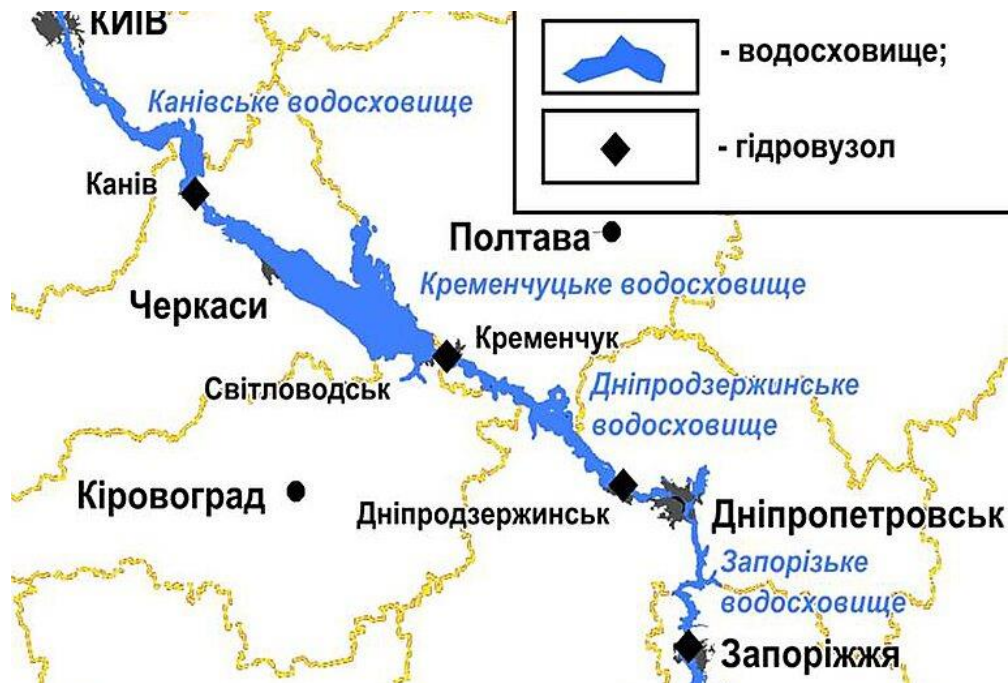 КИЇВ
- водосховище;
Канівське водосховище
- гідровузол
Канів
Полтава
Кременчуцьке водосховище
Черкаси
Кременчук
Світловодськ
Дніпродзержинське
водосховище
Кіровоград
Дніпродзержинськ
Дніпропетровськ
Запорізьке
водосховище
Запоріжжя